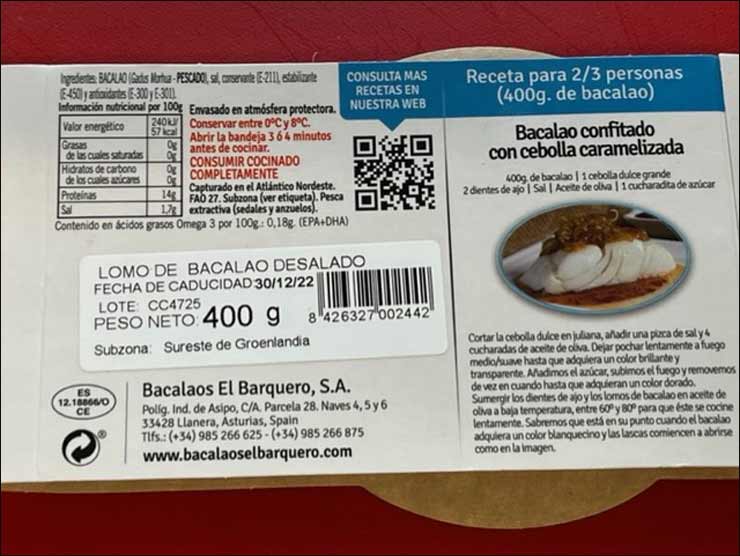 Ingredientes: BACALAO (Gadus Morhua - PESCADO), sal, conservante (E-211), estabilizante
(E-450) y antioxidantes (E-300 y E-301).
Información nutricional por 100g
Valor energético 240 kJ/
57 kcal
Grasas 0g
de las cuales saturadas 0g
Hidratos de carbono 0g
de los cuales azúcares 0g
Proteínas 14g
Sal 1,7g
Envasado en atmósfera protectora.
Conservar entre 0ºC y 8ºC.
Abrir la bandeja 3 ó 4 minutos
antes de cocinar.
CONSUMIR COCINADO
COMPLETAMENTE
Capturado en el Atlántico Nordeste.
FAO 27. Subzona (ver etiqueta). Pesca
extractiva (sedales y anzuelos).
Contenido en ácidos grasos Omega 3 por 100g.: 0,18g. (EPA+DHA)
CONSULTA MAS
RECETAS EN
NUESTRA WEB
LOMO DE BACALAO DESALADO
FECHA DE CADUCIDAD 30/12/22
LOTE: CC4725
PESO NETO: 400 g
8 426327 002442
Subzona: Sureste de Groenlandia
ES
12.18866/O
CE
Bacalaos El Barquero, S.A.
Políg. Ind. de Asipo, C/A. Parcela 28. Naves 4, 5 y 6
33428 Llanera, Asturias, Spain
Tlfs.: (+34) 985 266 625 - (+34) 985 266 875
www.bacalaoselbarquero.com
Receta para 2/3 personas
(400g. de bacalao)
Bacalao confitado
con cebolla caramelizada
400g. de bacalao | 1 cebolla dulce grande
2 dientes de ajo | Sal | Aceite de oliva | 1 cucharadita de azúcar
Cortar la cebolla dulce en juliana, añadir una pizca de sal y 4
cucharadas de aceite de oliva. Dejar pochar lentamente a fuego
medio/suave hasta que adquiera un color brillante y
transparente. Añadimos el azúcar, subimos el fuego y removemos
de vez en cuando hasta que adquieran un color dorado.
Sumergir los dientes de ajo y los lomos de bacalao en aceite de
oliva a baja temperatura, entre 60º y 80º para que éste se cocine
lentamente. Sabremos que está en su punto cuando el bacalao
adquiera un color blanquecino y las lascas comiencen a abrirse
como en la imagen.